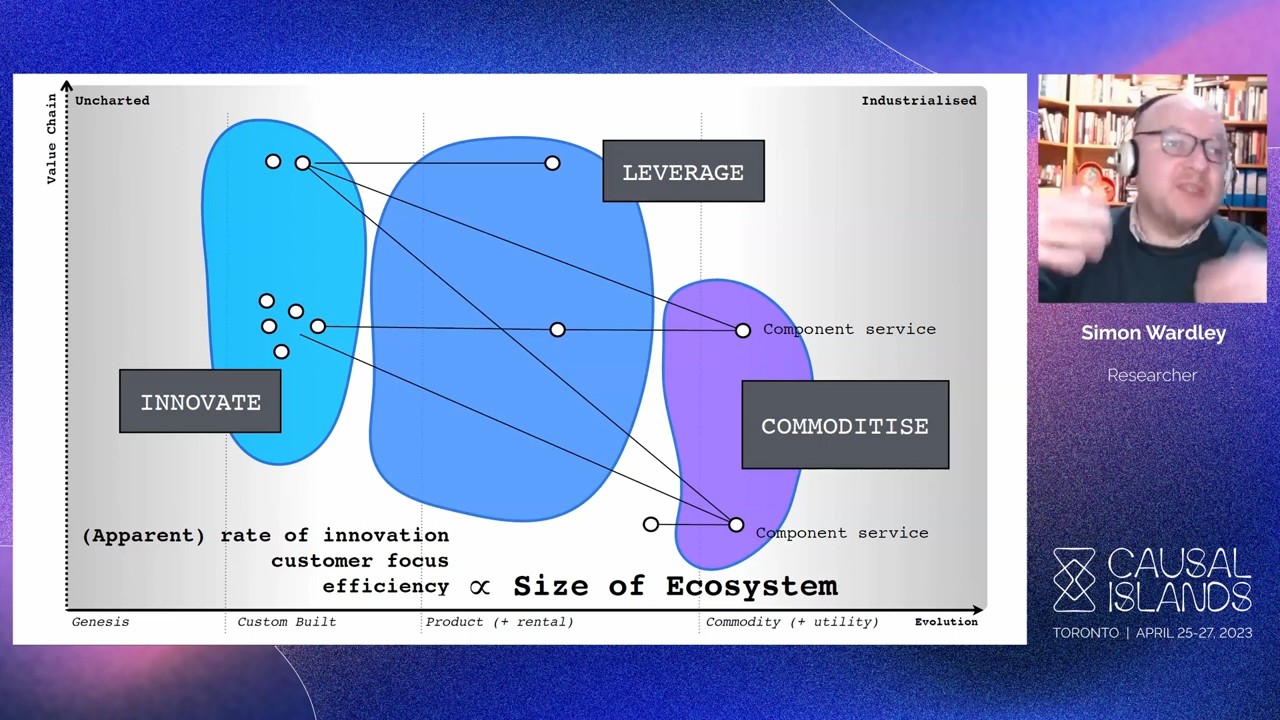 Value Chain
Uncharted
Industrialised
LEVERAGE
Component service
INNOVATE
COMMODITISE
Component service
(Apparent) rate of innovation
customer focus
efficiency ∝ Size of Ecosystem
Genesis
Custom Built
Product (+ rental)
Commodity (+ utility)
Evolution
Simon Wardley
Researcher
CAUSAL
ISLANDS
TORONTO | APRIL 25-27, 2023